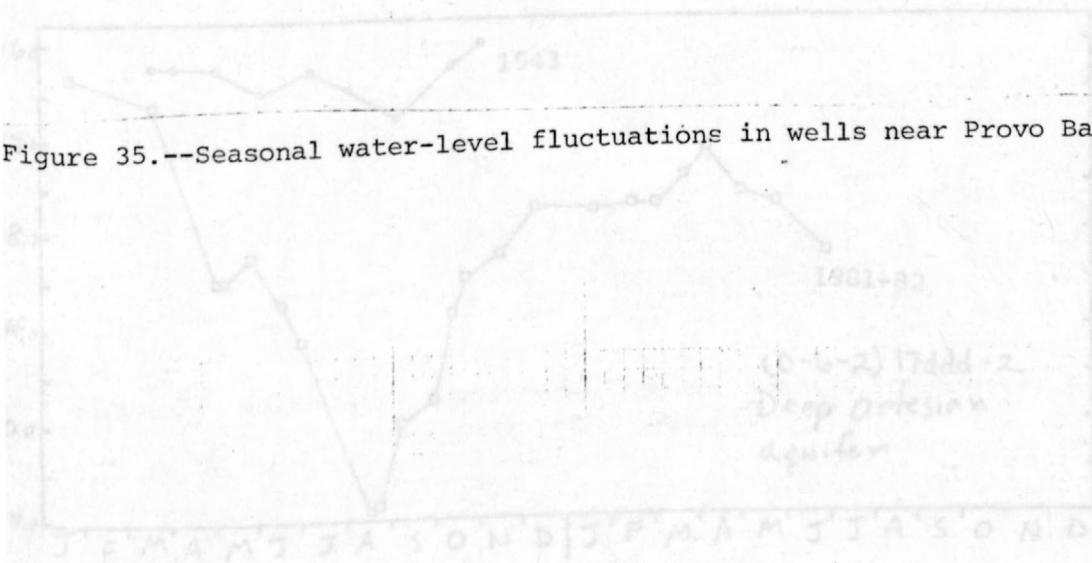 1543
Figure 35.--Seasonal water-level fluctuations in wells near Provo Ba
1981-82
(D-6-2) 17ddd-2
Deep artesian
aquifer
J F M A M J J A S O N D J F M A M J J A S O N D